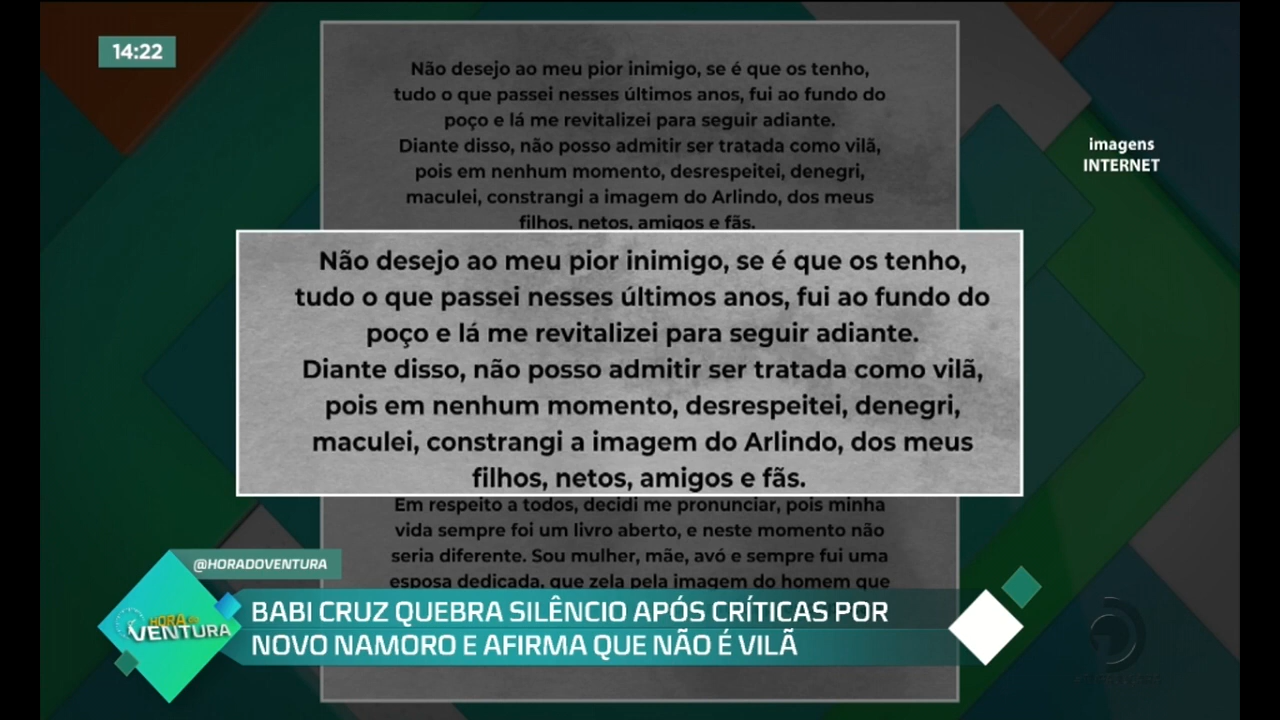 14:22
imagens
INTERNET
Não desejo ao meu pior inimigo, se é que os tenho,
tudo o que passei nesses últimos anos, fui ao fundo do
poço e lá me revitalizei para seguir adiante.
Diante disso, não posso admitir ser tratada como vilã,
pois em nenhum momento, desrespeitei, denegri,
maculei, constrangi a imagem do Arlindo, dos meus
filhos, netos, amigos e fãs.
Não desejo ao meu pior inimigo, se é que os tenho,
tudo o que passei nesses últimos anos, fui ao fundo do
poço e lá me revitalizei para seguir adiante.
Diante disso, não posso admitir ser tratada como vilã,
pois em nenhum momento, desrespeitei, denegri,
maculei, constrangi a imagem do Arlindo, dos meus
filhos, netos, amigos e fãs.
Em respeito a todos, decidi me pronunciar, pois minha
vida sempre foi um livro aberto, e neste momento não
seria diferente. Sou mulher, mãe, avó e sempre fui uma
esposa dedicada, que zela pela imagem do homem que
@HORADOVENTURA
HORA DO
VENTURA
BABI CRUZ QUEBRA SILÊNCIO APÓS CRÍTICAS POR
NOVO NAMORO E AFIRMA QUE NÃO É VILÃ